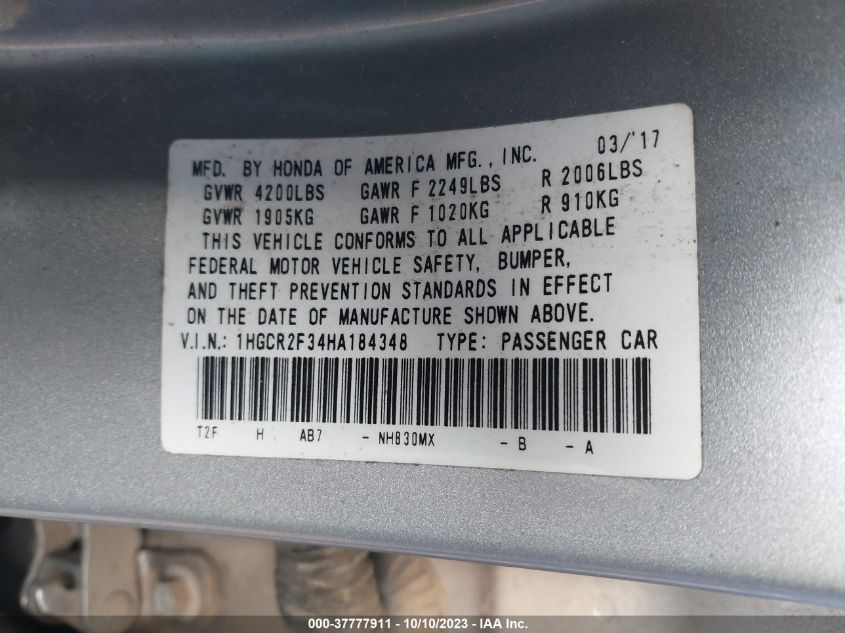 MFD. BY HONDA OF AMERICA MFG., INC. 03/'17
GVWR 4200LBS GAWR F 2249LBS R 2006LBS
GVWR 1905KG GAWR F 1020KG R 910KG
THIS VEHICLE CONFORMS TO ALL APPLICABLE
FEDERAL MOTOR VEHICLE SAFETY, BUMPER,
AND THEFT PREVENTION STANDARDS IN EFFECT
ON THE DATE OF MANUFACTURE SHOWN ABOVE.
V.I.N.: 1HGCR2F34HA184348 TYPE: PASSENGER CAR
T2F H AB7 - NH830MX - B - A
000-37777911 - 10/10/2023 - IAA Inc.